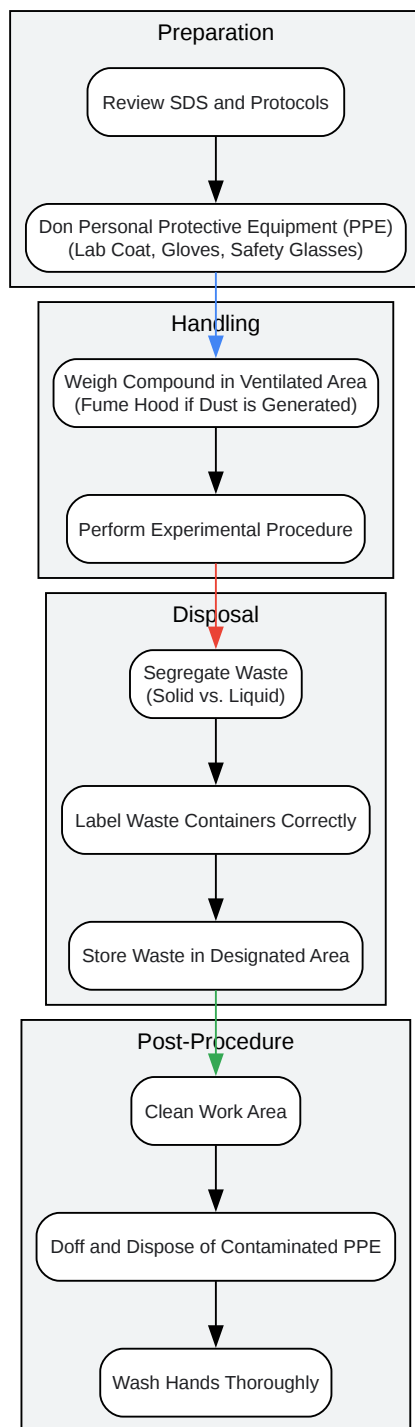 Preparation
Review SDS and Protocols
Don Personal Protective Equipment (PPE)
(Lab Coat, Gloves, Safety Glasses)
Handling
Weigh Compound in Ventilated Area
(Fume Hood if Dust is Generated)
Perform Experimental Procedure
Disposal
Segregate Waste
(Solid vs. Liquid)
Label Waste Containers Correctly
Store Waste in Designated Area
Post-Procedure
Clean Work Area
Doff and Dispose of Contaminated PPE
Wash Hands Thoroughly